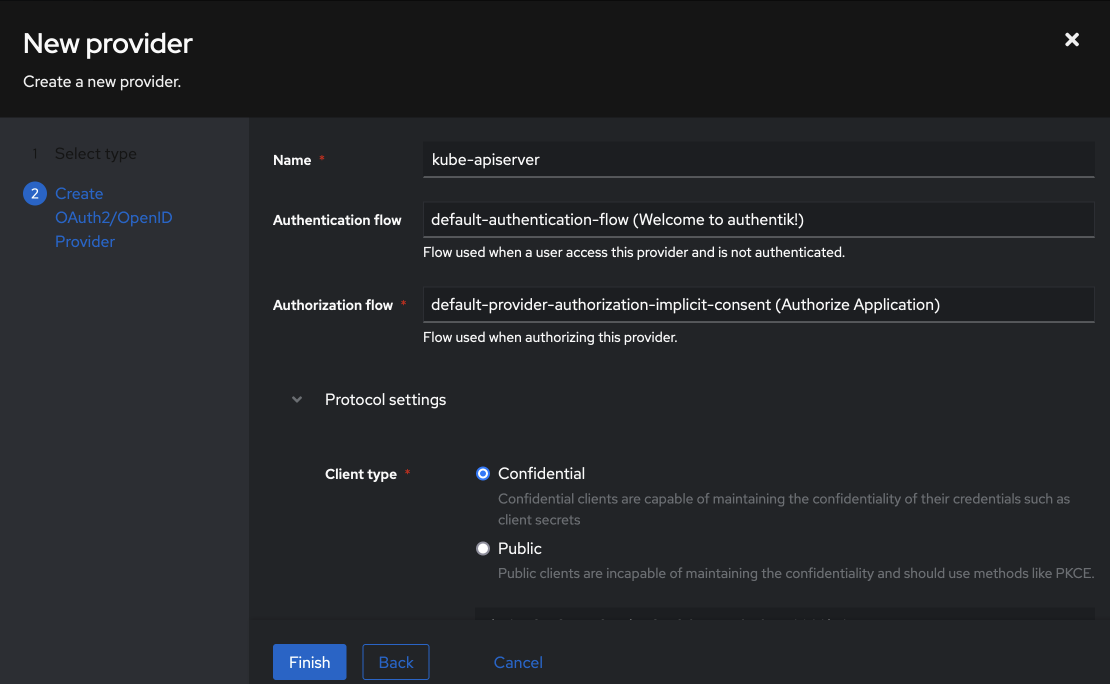 New provider
Create a new provider.
1 Select type
2 Create
OAuth2/OpenID
Provider
Name *
kube-apiserver
Authentication flow
default-authentication-flow (Welcome to authentik!)
Flow used when a user access this provider and is not authenticated.
Authorization flow *
default-provider-authorization-implicit-consent (Authorize Application)
Flow used when authorizing this provider.
Protocol settings
Client type *
Confidential
Confidential clients are capable of maintaining the confidentiality of their credentials such as
client secrets
Public
Public clients are incapable of maintaining the confidentiality and should use methods like PKCE.
Finish
Back
Cancel